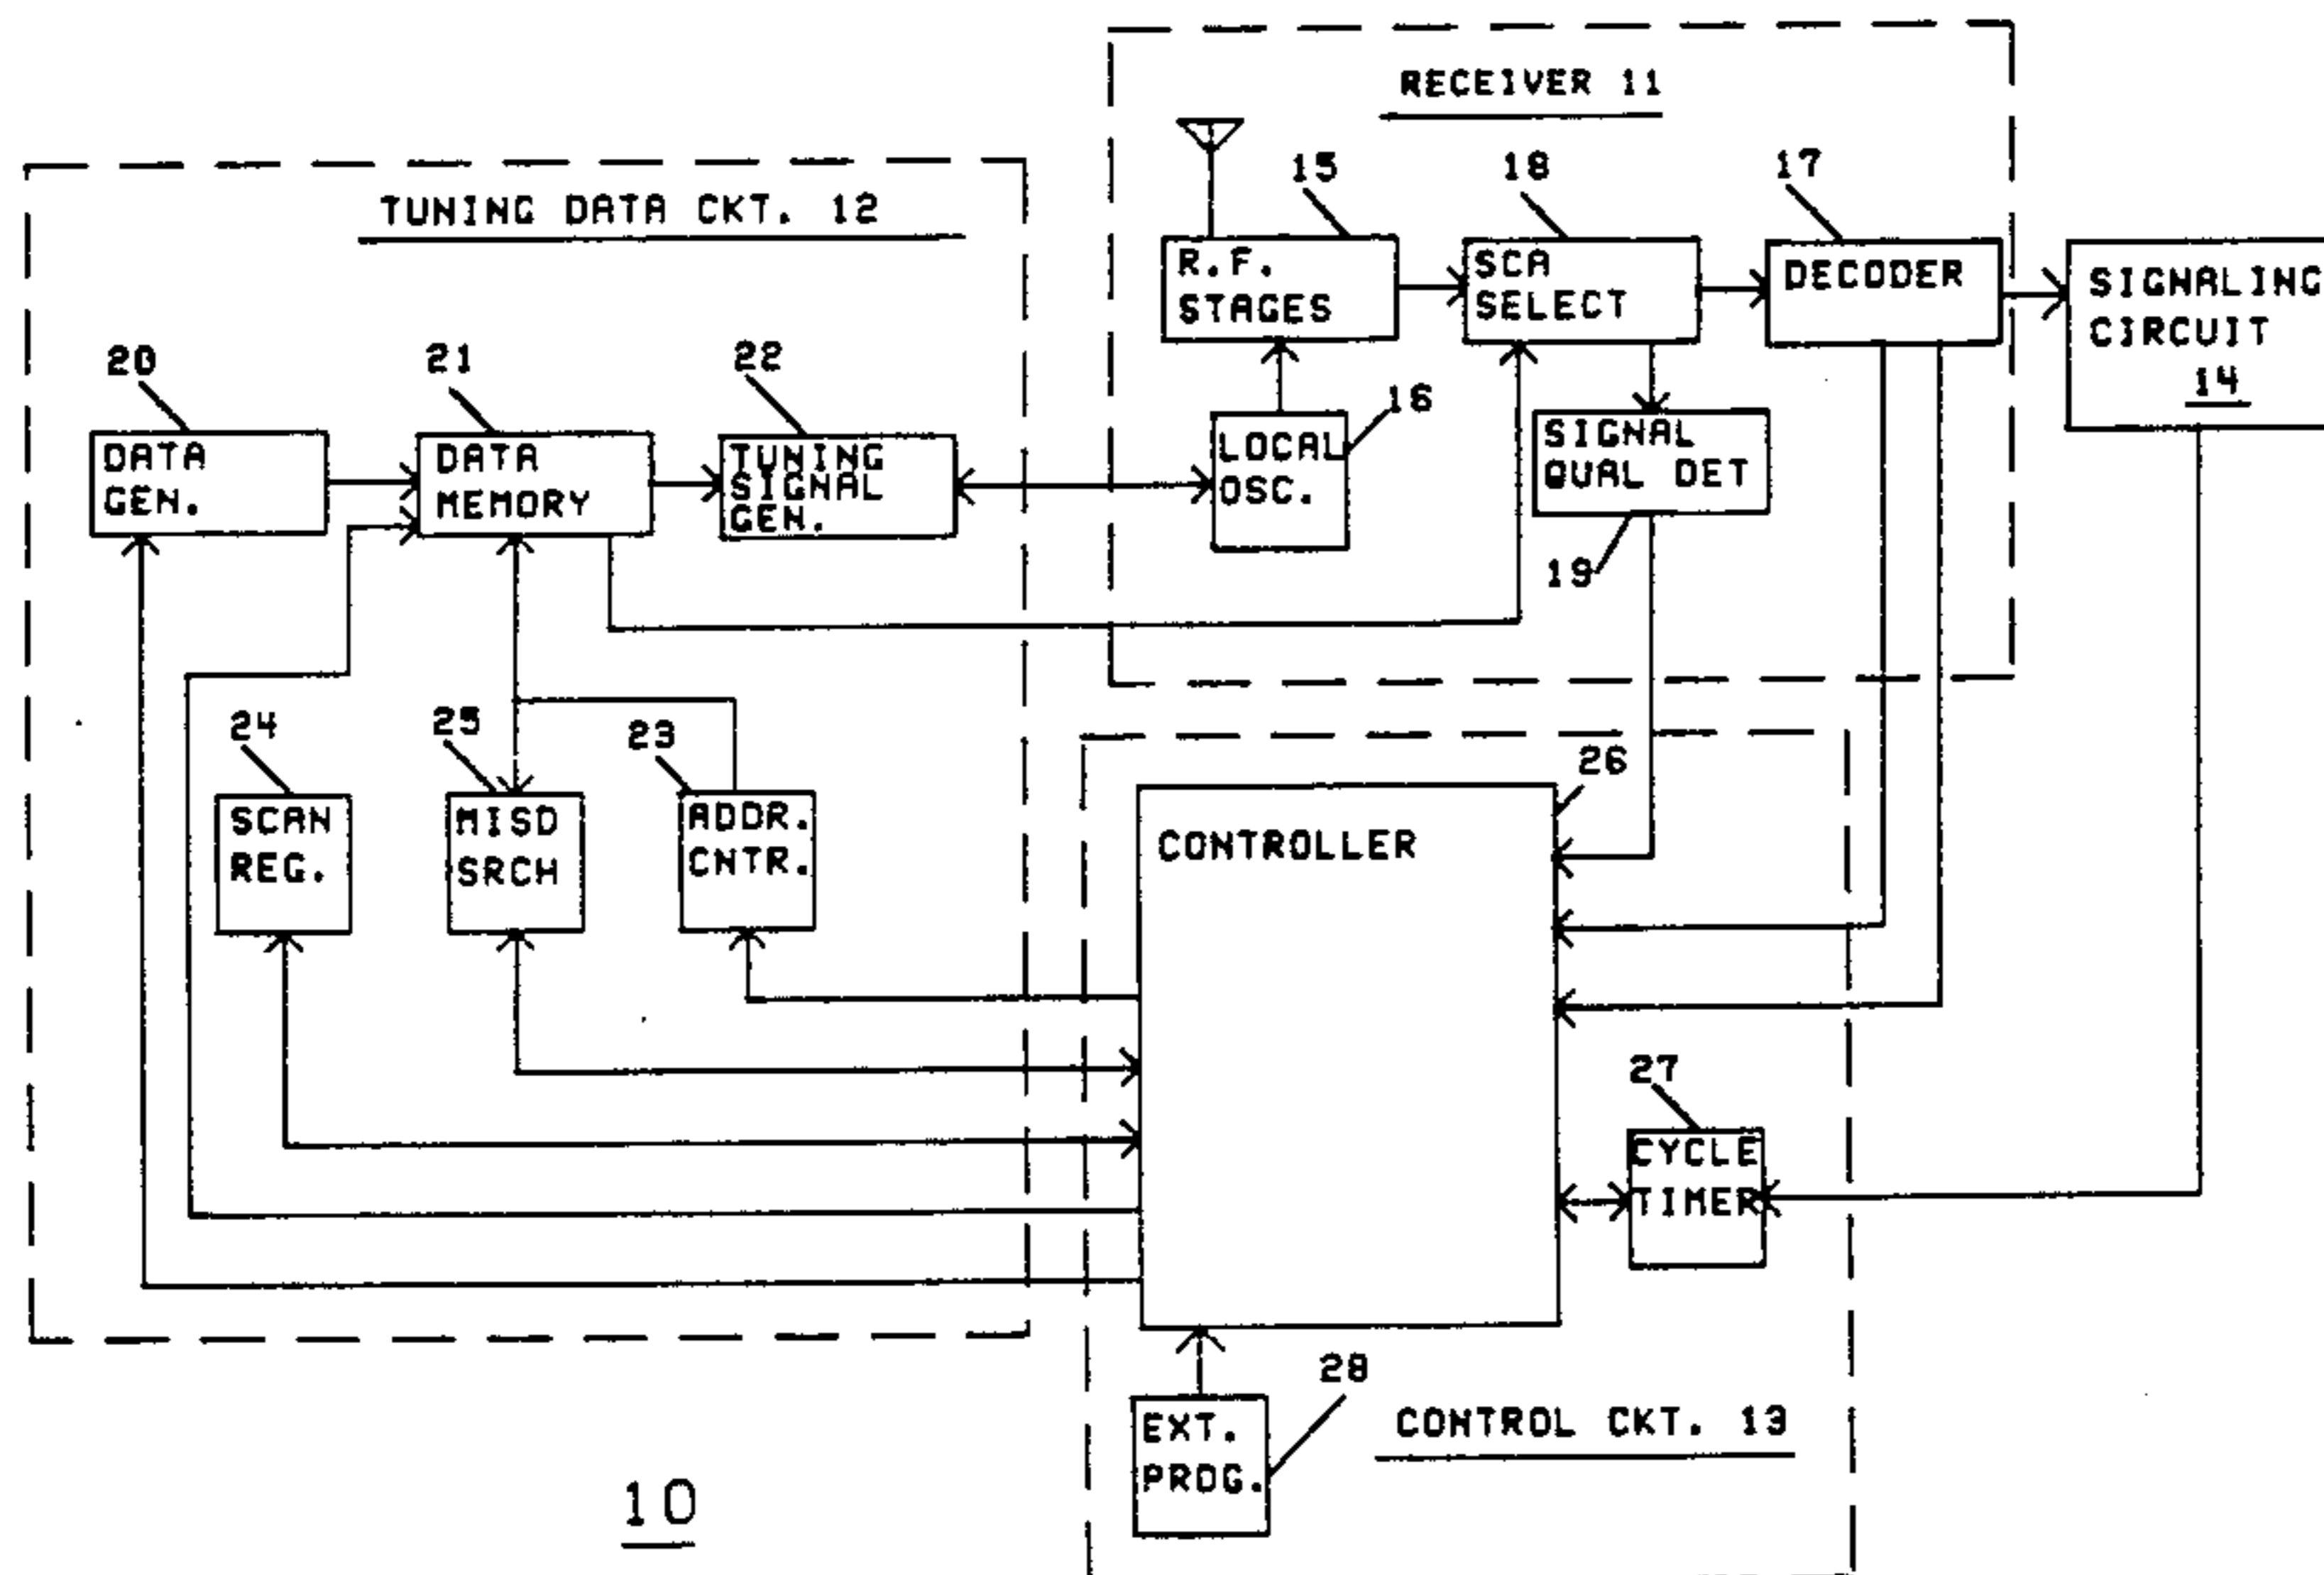 RECEIVER 11
15
18
17
R.F.
STAGES
SCA
SELECT
DECODER
SIGNALING
CIRCUIT
14
16
LOCAL
OSC.
SIGNAL
QUAL DET
19
TUNING DATA CKT. 12
20
21
22
DATA
GEN.
DATA
MEMORY
TUNING
SIGNAL
GEN.
24
25
23
SCAN
REG.
MISD
SRCH
ADDR.
CNTR.
26
CONTROLLER
27
CYCLE
TIMER
28
EXT.
PROG.
CONTROL CKT. 13
10